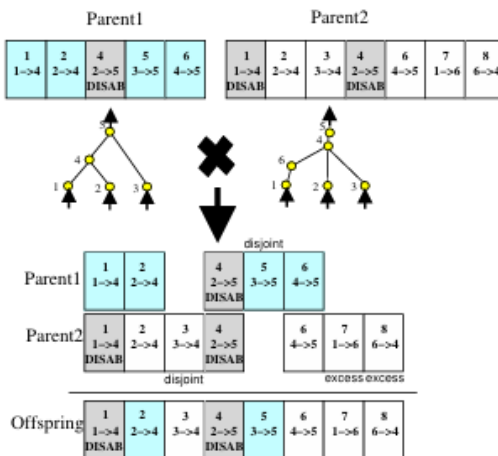 Parent1 Parent2
1 2 4 5 6 1 2 3 4 6 7 8
1->4 2->4 2->5 3->5 4->5 1->4 2->4 3->4 2->5 4->5 1->6 6->4
DISAB DISAB DISAB
5 5
4 4
6
1 2 3 1 2 3
disjoint
Parent1
1 2 4 5 6
1->4 2->4 2->5 3->5 4->5
DISAB
Parent2
1 2 3 4 6 7 8
1->4 2->4 3->4 2->5 4->5 1->6 6->4
DISAB DISAB
disjoint excess excess
Offspring
1 2 3 4 5 6 7 8
1->4 2->4 3->4 2->5 3->5 4->5 1->6 6->4
DISAB DISAB